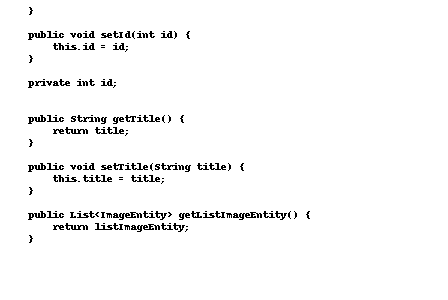 }
public void setId(int id) {
this.id = id;
}
private int id;
public String getTitle() {
return title;
}
public void setTitle(String title) {
this.title = title;
}
public List<ImageEntity> getListImageEntity() {
return listImageEntity;
}